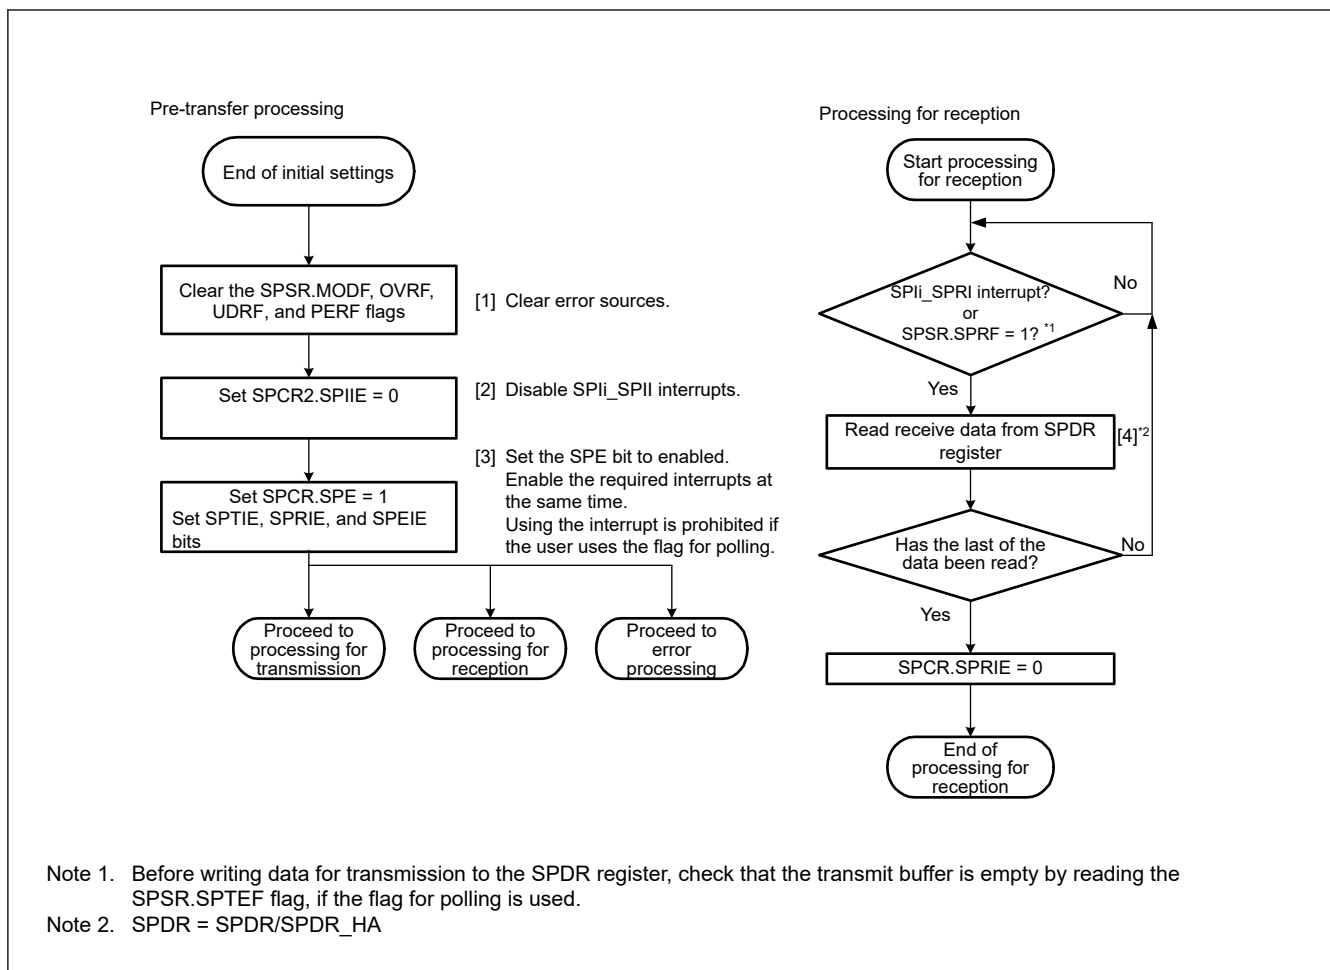 Pre-transfer processing
End of initial settings
Clear the SPSR.MODF, OVRF,
UDRF, and PERF flags
[1] Clear error sources.
Set SPCR2.SPIIE = 0
[2] Disable SPIi_SPII interrupts.
Set SPCR.SPE = 1
Set SPTIE, SPRIE, and SPEIE
bits
[3] Set the SPE bit to enabled.
Enable the required interrupts at
the same time.
Using the interrupt is prohibited if
the user uses the flag for polling.
Proceed to
processing for
transmission
Proceed to
processing for
reception
Proceed to
error
processing
Processing for reception
Start processing
for reception
SPIi_SPRI interrupt?
or
SPSR.SPRF = 1? *1
No
Yes
Read receive data from SPDR
register
[4]*2
Has the last of the
data been read?
No
Yes
SPCR.SPRIE = 0
End of
processing for
reception
Note 1. Before writing data for transmission to the SPDR register, check that the transmit buffer is empty by reading the
SPSR.SPTEF flag, if the flag for polling is used.
Note 2. SPDR = SPDR/SPDR_HA